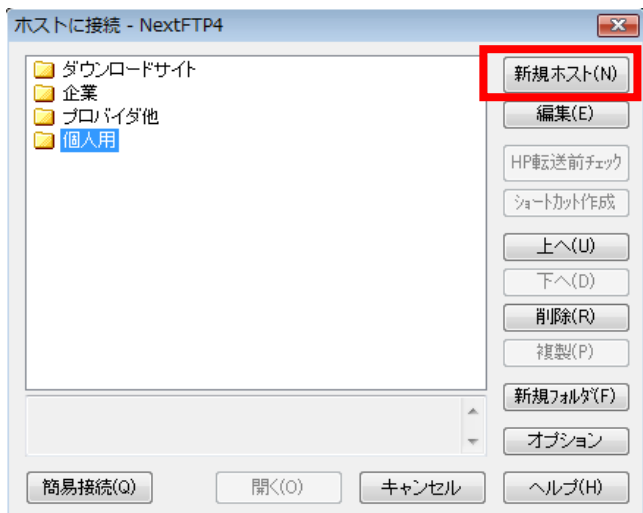 ホストに接続 - NextFTP4
ダウンロードサイト
企業
プロバイダ他
個人用
新規ホスト(N)
編集(E)
HP転送前チェック
ショートカット作成
上へ(U)
下へ(D)
削除(R)
複製(P)
新規フォルダ(F)
オプション
簡易接続(Q)
開く(O)
キャンセル
ヘルプ(H)